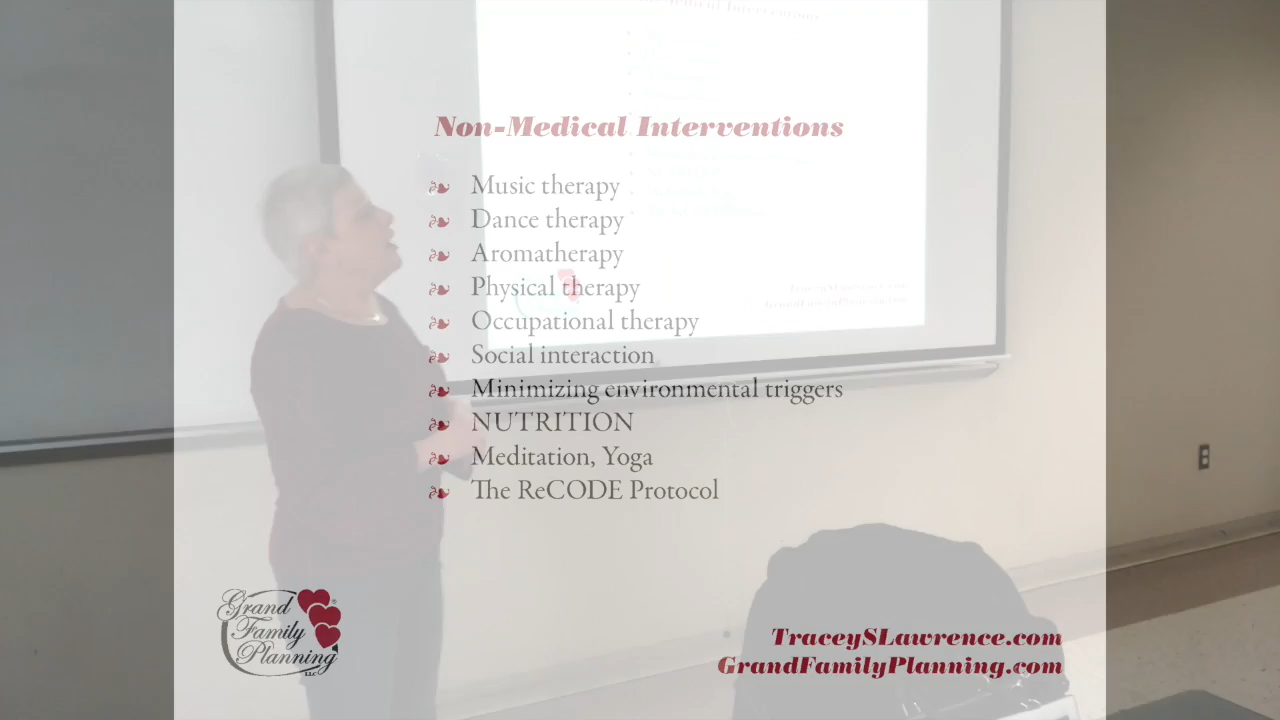 Non-Medical Interventions
Music therapy
Dance therapy
Aromatherapy
Physical therapy
Occupational therapy
Social interaction
Minimizing environmental triggers
NUTRITION
Meditation, Yoga
The ReCODE Protocol
Grand
Family
Planning
LLC
TraceySLawrence.com
GrandFamilyPlanning.com